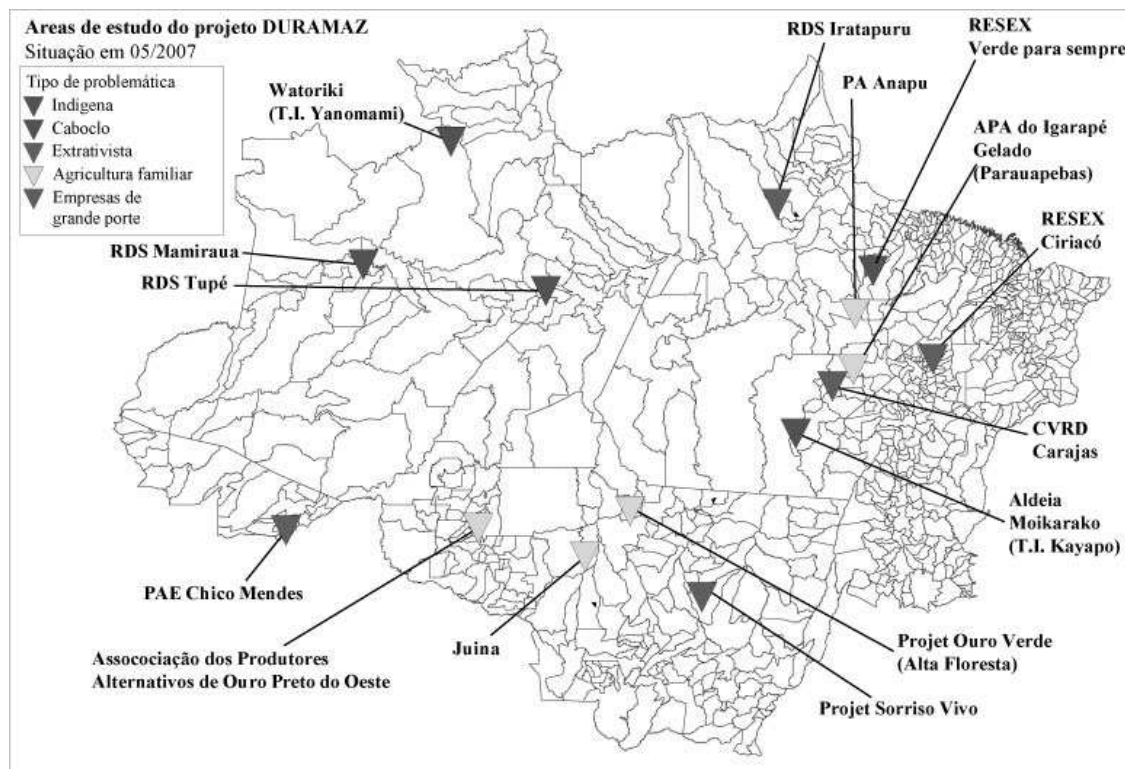 Areas de estudo do projeto DURAMAZ
Situação em 05/2007
Tipo de problemática
Indígena
Caboclo
Extrativista
Agricultura familiar
Empresas de
grande porte
Watoriki
(T.I. Yanomami)
RDS Iratapuru
RESEX
Verde para sempre
PA Anapu
APA do Igarapé
Gelado
(Parauapebas)
RESEX
Ciriacó
RDS Mamiraua
RDS Tupé
CVRD
Carajas
Aldeia
Moikarako
(T.I. Kayapo)
PAE Chico Mendes
Assocociação dos Produtores
Alternativos de Ouro Preto do Oeste
Juina
Projet Ouro Verde
(Alta Floresta)
Projet Sorriso Vivo